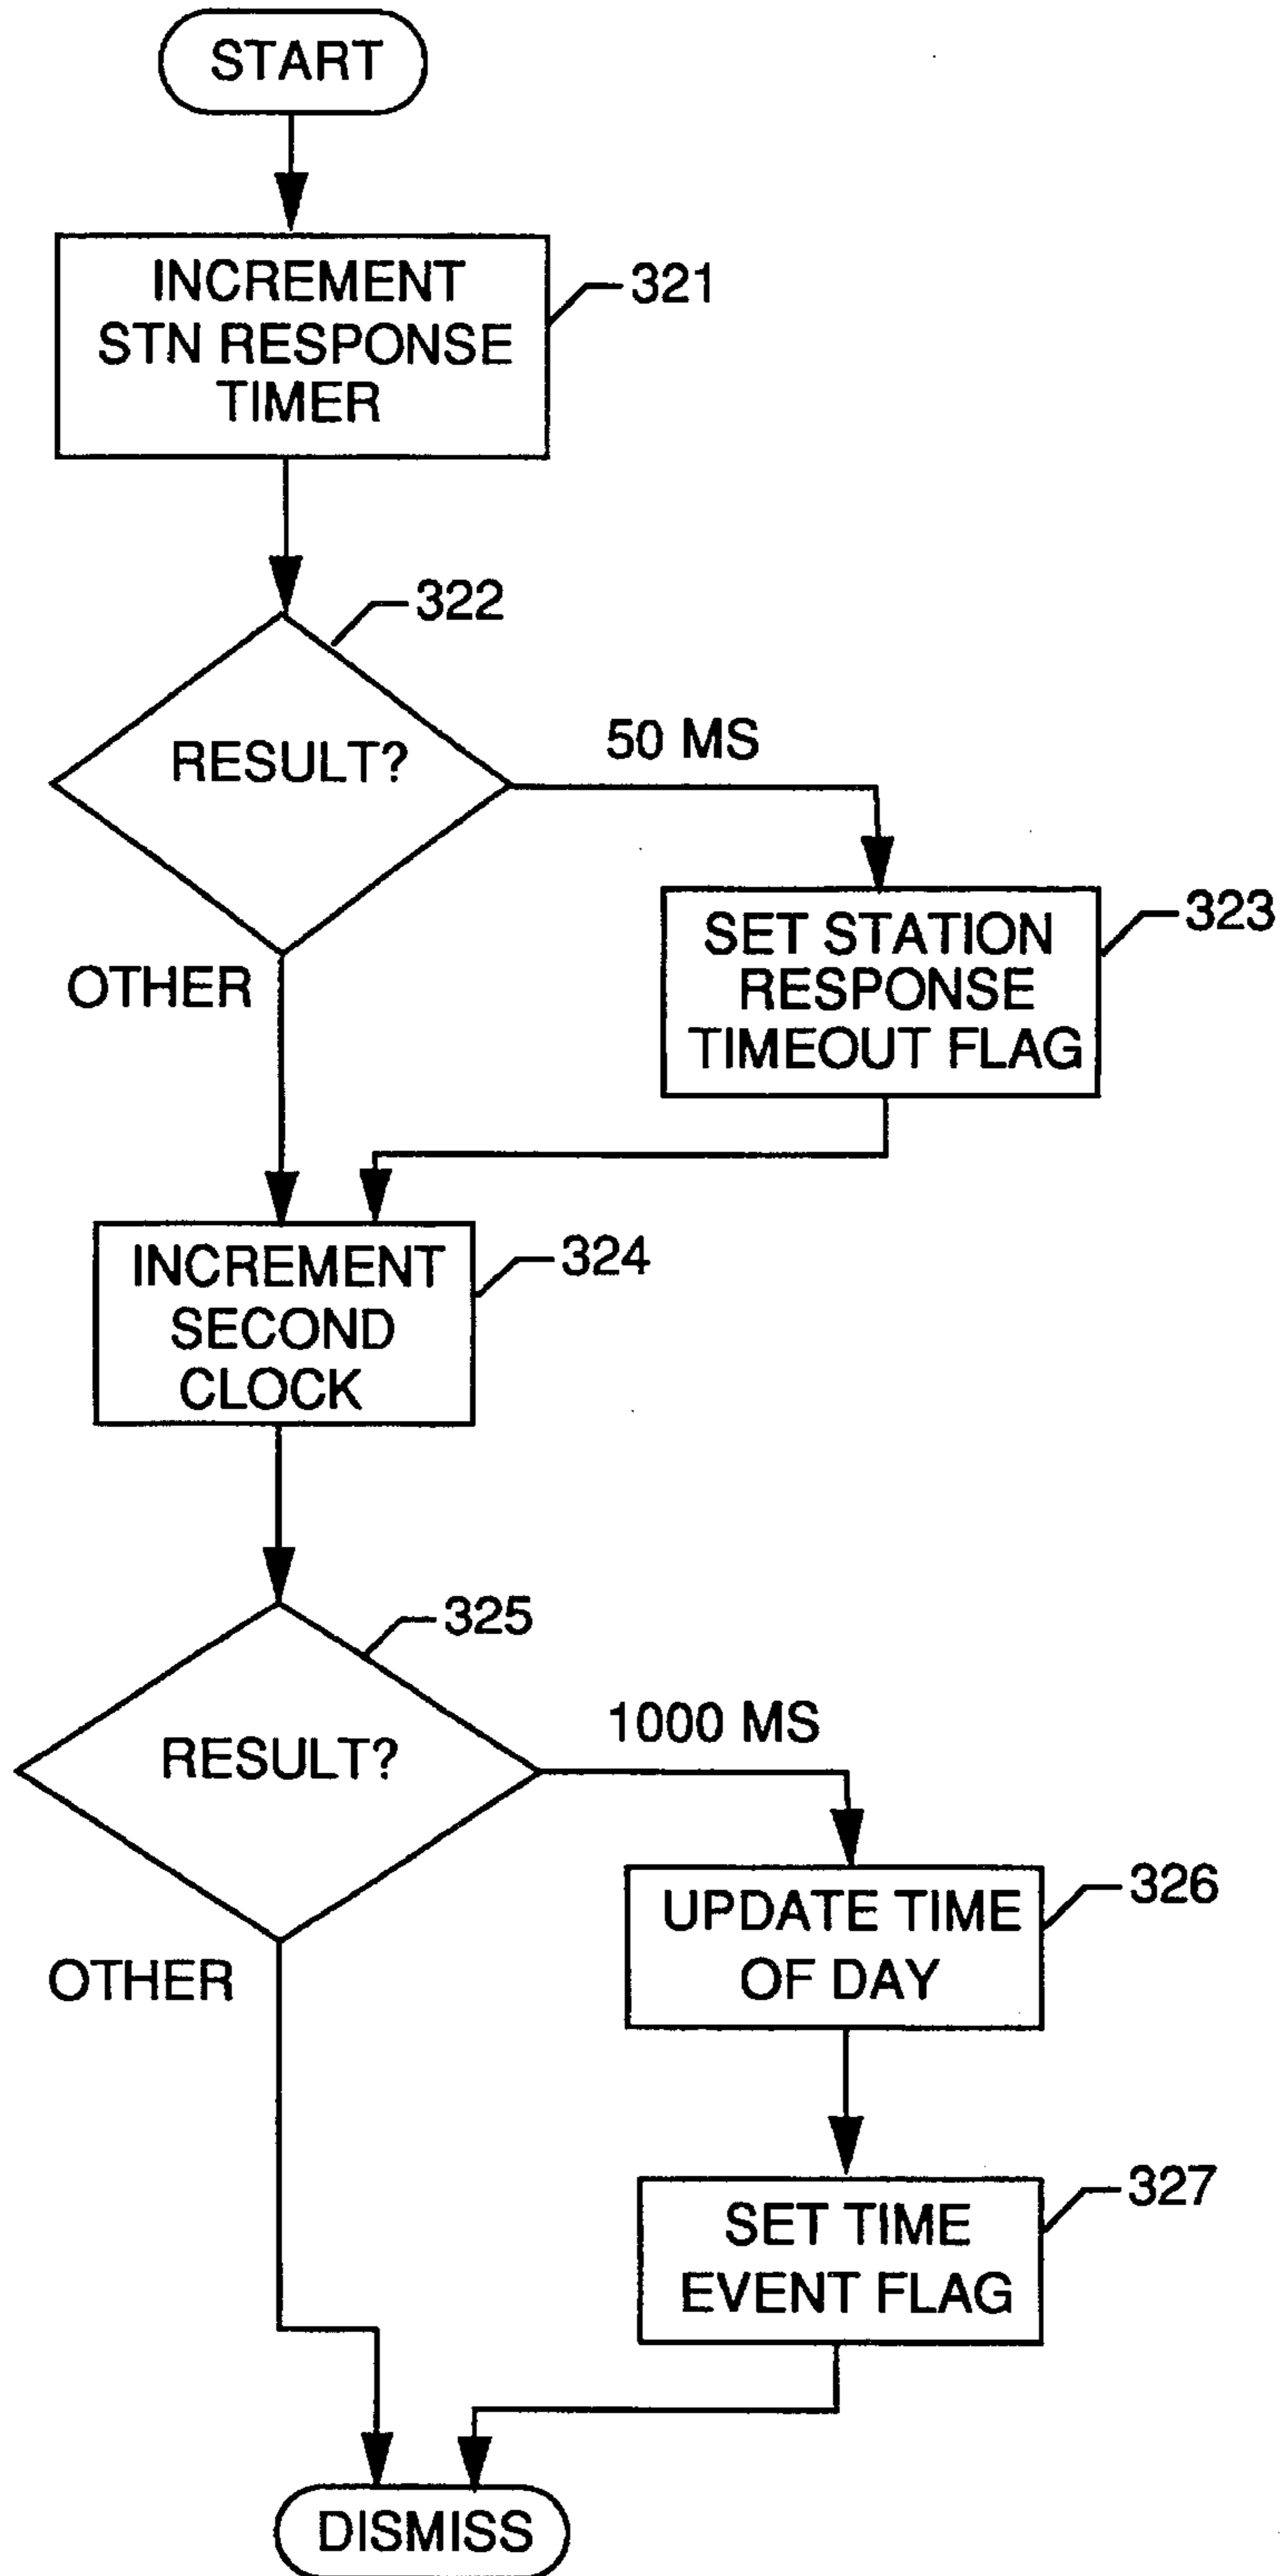 START
INCREMENT
STN RESPONSE
TIMER
321
322
RESULT?
50 MS
SET STATION
RESPONSE
TIMEOUT FLAG
323
OTHER
INCREMENT
SECOND
CLOCK
324
325
RESULT?
1000 MS
UPDATE TIME
OF DAY
326
OTHER
SET TIME
EVENT FLAG
327
DISMISS